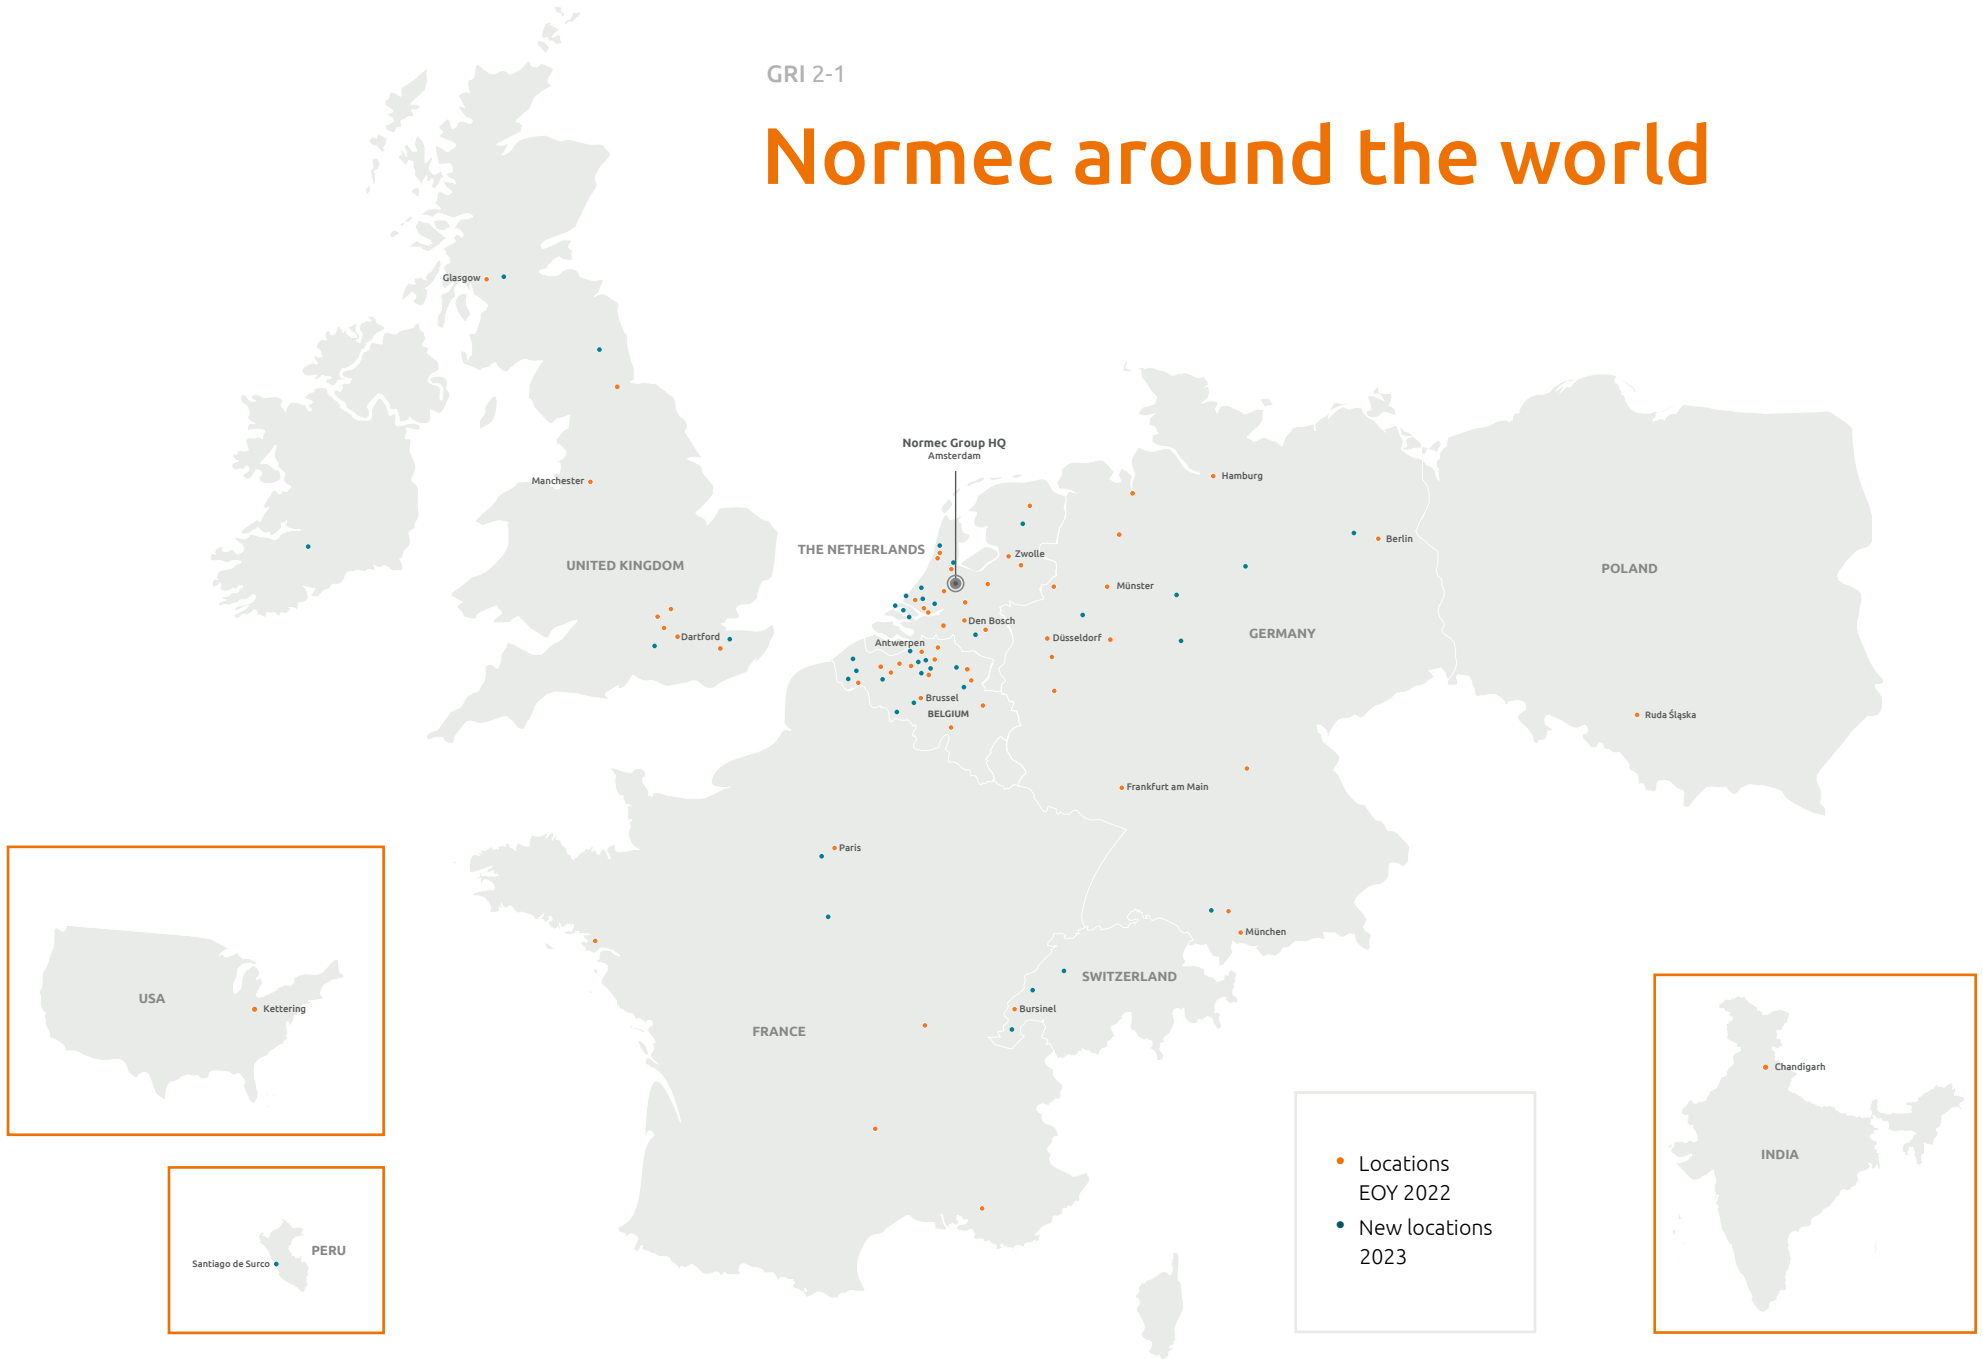 GRI 2-1
Normec around the world
Glasgow
Normec Group HQ
Amsterdam
Manchester
Hamburg
THE NETHERLANDS
Zwolle
Berlin
UNITED KINGDOM
POLAND
Münster
Den Bosch
Dartford
Antwerpen
Düsseldorf
GERMANY
Brussel
BELGIUM
Ruda Śląska
Frankfurt am Main
Paris
München
SWITZERLAND
USA
Kettering
Bursinel
FRANCE
Chandigarh
INDIA
Locations
EOY 2022
New locations
2023
PERU
Santiago de Surco